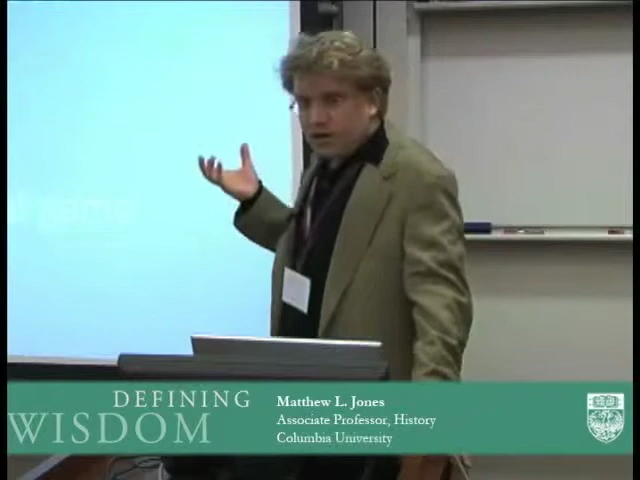 DEFINING
WISDOM
Matthew L. Jones
Associate Professor, History
Columbia University